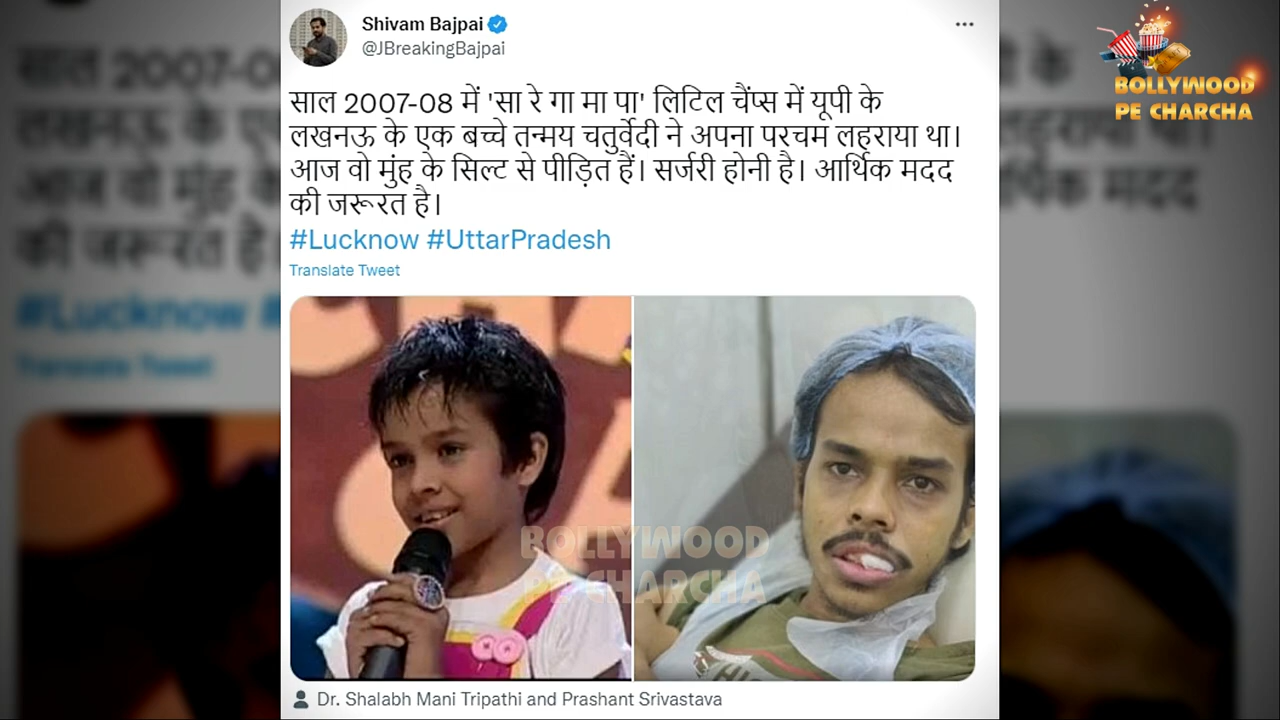 Shivam Bajpai
@JBreakingBajpai
साल 2007-08 में 'सा रे गा मा पा' लिटिल चैंप्स में यूपी के
लखनऊ के एक बच्चे तन्मय चतुर्वेदी ने अपना परचम लहराया था।
आज वो मुंह के सिल्ट से पीड़ित हैं। सर्जरी होनी है। आर्थिक मदद
की जरूरत है।
#Lucknow #UttarPradesh
Translate Tweet
Dr. Shalabh Mani Tripathi and Prashant Srivastava
BOLLYWOOD
PE CHARCHA
BOLLYWOOD
PE CHARCHA